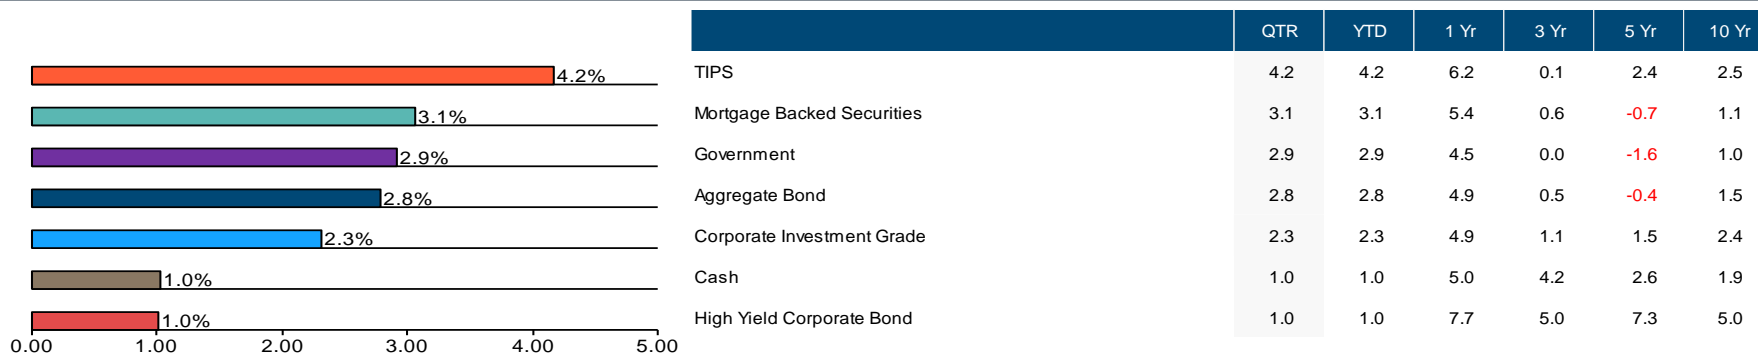 QTR YTD 1 Yr 3 Yr 5 Yr 10 Yr
4.2% TIPS 4.2 4.2 6.2 0.1 2.4 2.5
3.1% Mortgage Backed Securities 3.1 3.1 5.4 0.6 -0.7 1.1
2.9% Government 2.9 2.9 4.5 0.0 -1.6 1.0
2.8% Aggregate Bond 2.8 2.8 4.9 0.5 -0.4 1.5
2.3% Corporate Investment Grade 2.3 2.3 4.9 1.1 1.5 2.4
1.0% Cash 1.0 1.0 5.0 4.2 2.6 1.9
1.0% High Yield Corporate Bond 1.0 1.0 7.7 5.0 7.3 5.0
0.00 1.00 2.00 3.00 4.00 5.00